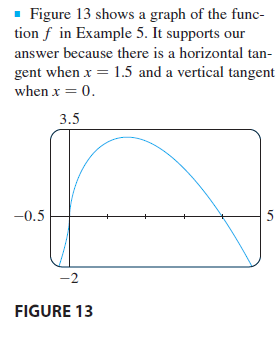 Figure 13 shows a graph of the func-
tion f in Example 5. It supports our
answer because there is a horizontal tan-
gent when x = 1.5 and a vertical tangent
when x = 0.
3.5
−0.5
5
−2
FIGURE 13